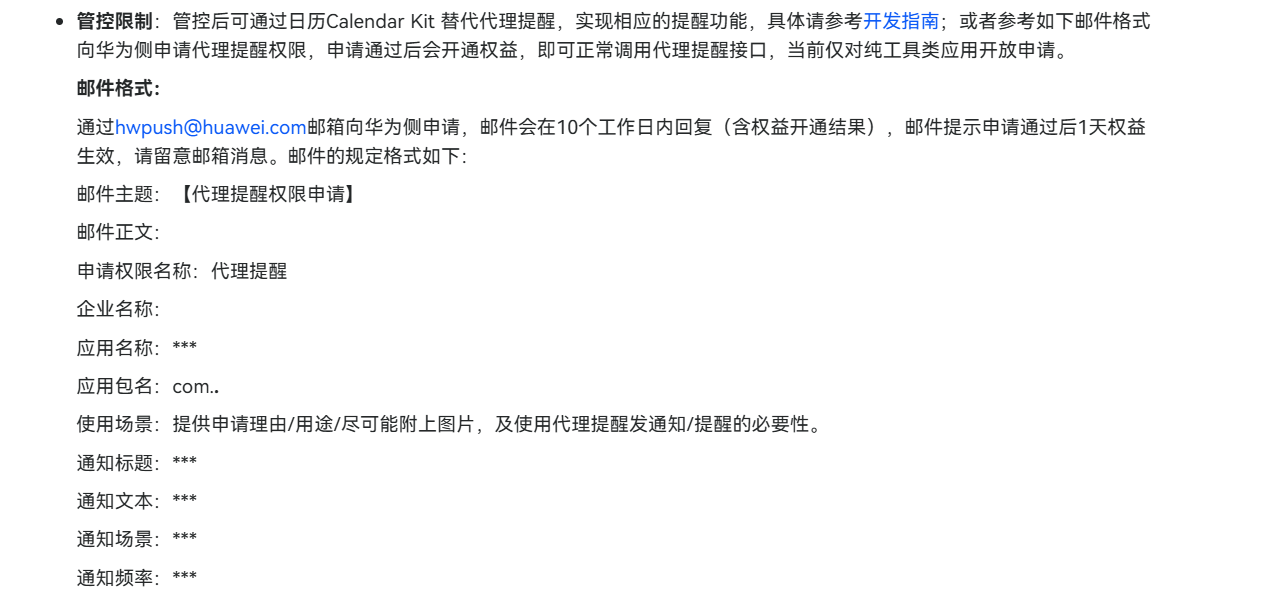 • 管控限制：管控后可通过日历Calendar Kit 替代代理提醒，实现相应的提醒功能，具体请参考开发指南；或者参考如下邮件格式
向华为侧申请代理提醒权限，申请通过后会开通权益，即可正常调用代理提醒接口，当前仅对纯工具类应用开放申请。
邮件格式：
通过hwpush@huawei.com邮箱向华为侧申请，邮件会在10个工作日内回复（含权益开通结果），邮件提示申请通过后1天权益
生效，请留意邮箱消息。邮件的规定格式如下：
邮件主题：【代理提醒权限申请】
邮件正文：
申请权限名称：代理提醒
企业名称：
应用名称：***
应用包名：com..
使用场景：提供申请理由/用途/尽可能附上图片，及使用代理提醒发通知/提醒的必要性。
通知标题：***
通知文本：***
通知场景：***
通知频率：***